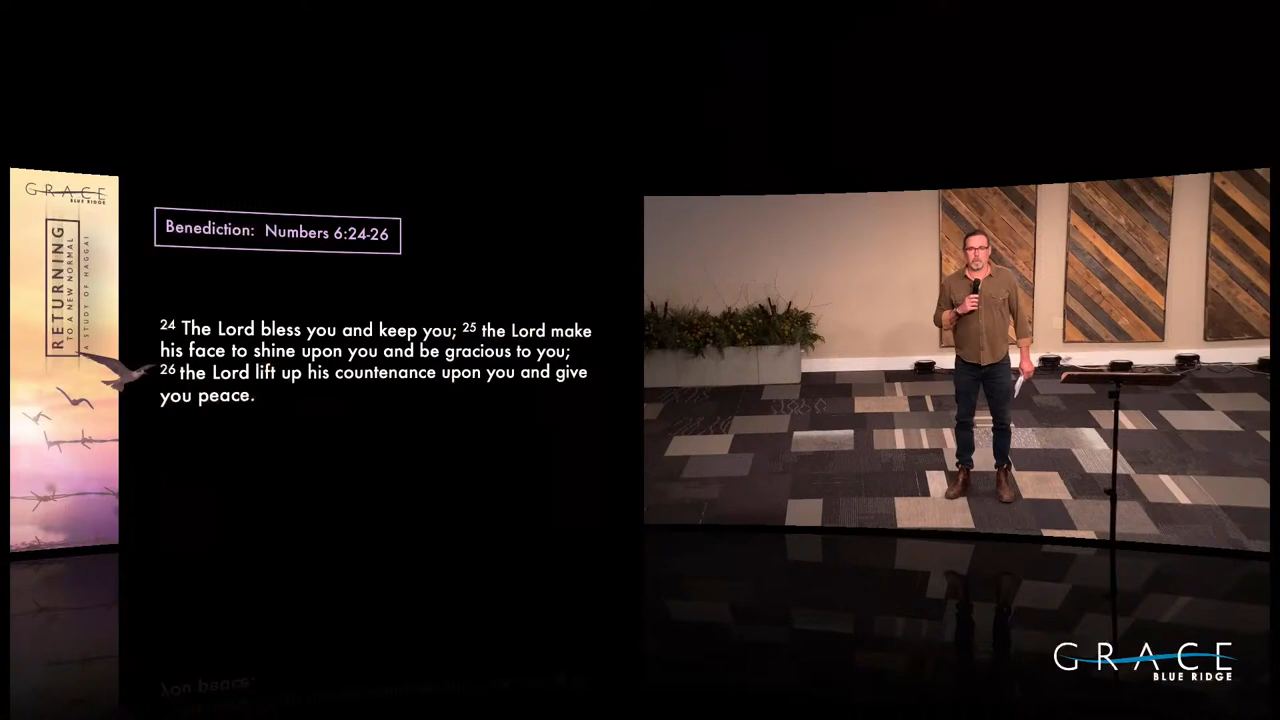 GRACE
BLUE RIDGE
RETURNING
TO A NEW NORMAL
A STUDY OF HAGGAI
Benediction: Numbers 6:24-26
24 The Lord bless you and keep you; 25 the Lord make
his face to shine upon you and be gracious to you;
26 the Lord lift up his countenance upon you and give
you peace.
GRACE
BLUE RIDGE